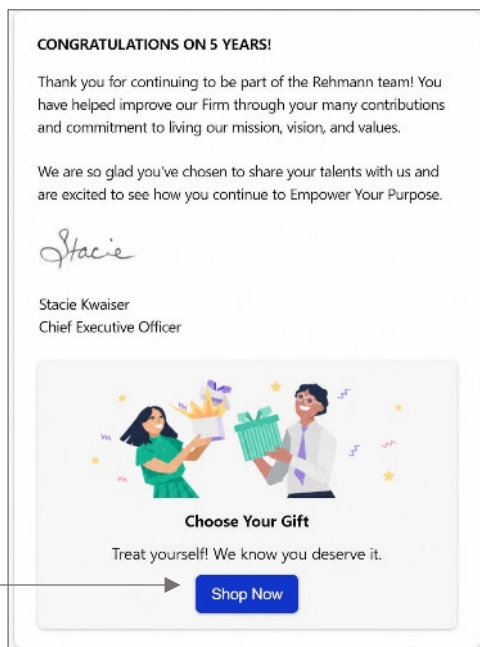 CONGRATULATIONS ON 5 YEARS!
Thank you for continuing to be part of the Rehmann team! You
have helped improve our Firm through your many contributions
and commitment to living our mission, vision, and values.
We are so glad you've chosen to share your talents with us and
are excited to see how you continue to Empower Your Purpose.
Stacie
Stacie Kwaiser
Chief Executive Officer
Choose Your Gift
Treat yourself! We know you deserve it.
Shop Now